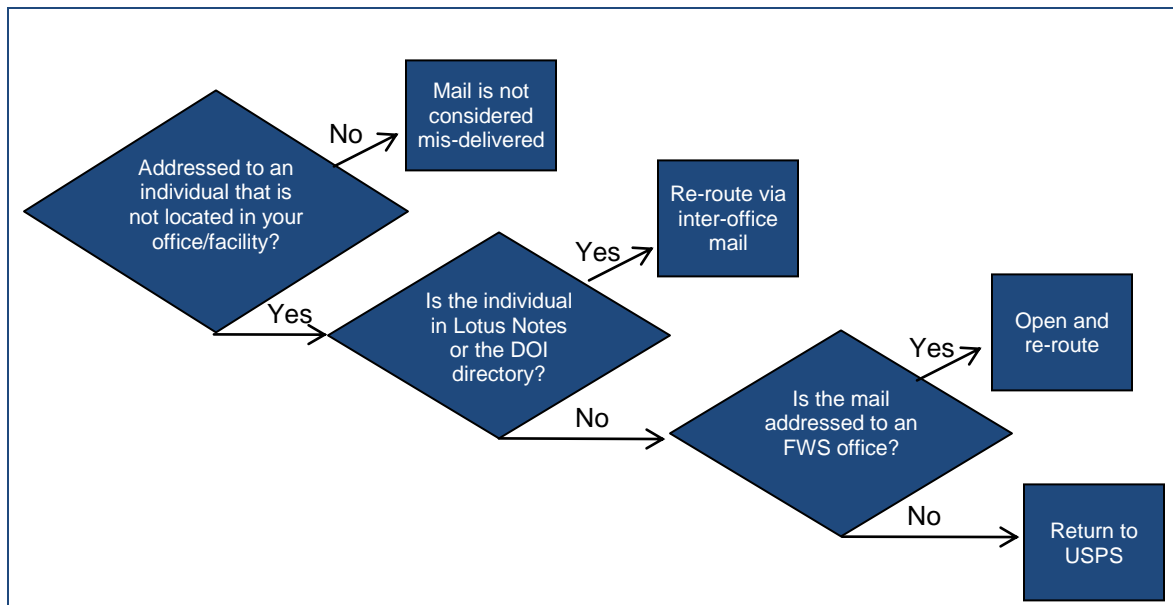 Mail is not
considered
mis-delivered
No
Addressed to an
individual that is
not located in your
office/facility?
Re-route via
inter-office
mail
Yes
Yes
Is the individual
in Lotus Notes
or the DOI
directory?
Open and
re-route
Yes
No
Is the mail
addressed to an
FWS office?
No
Return to
USPS